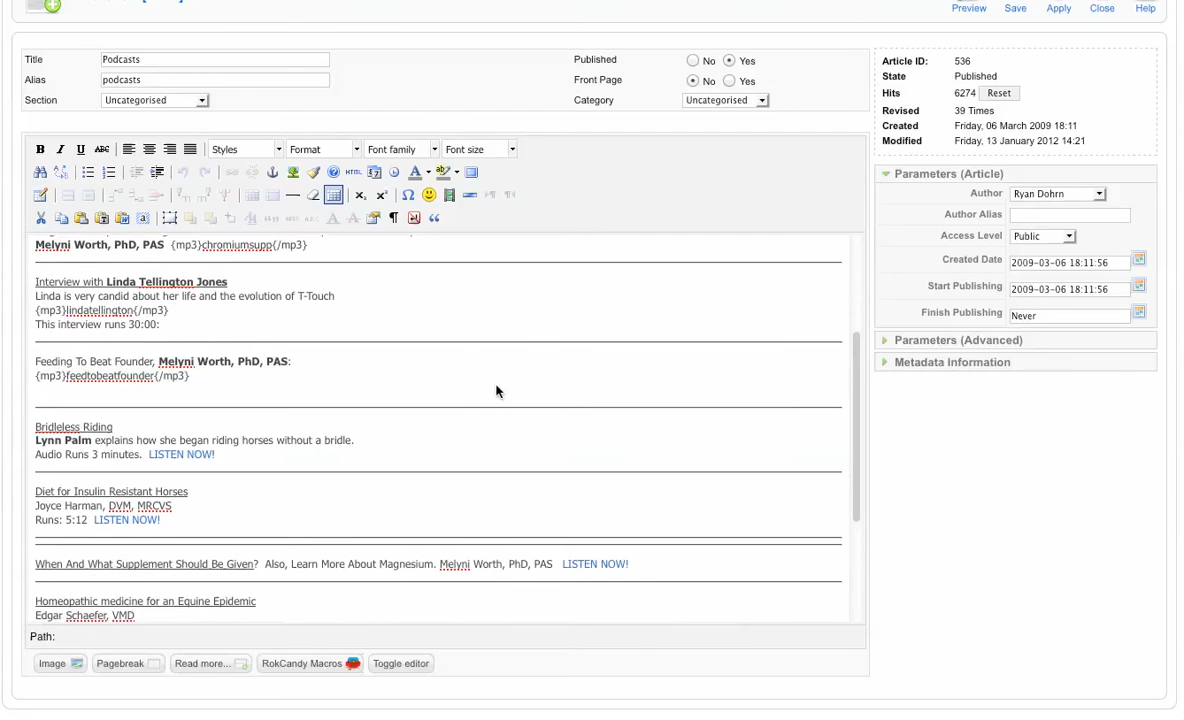 Preview Save Apply Close Help
Title Podcasts
Published No Yes
Alias podcasts
Front Page No Yes
Section Uncategorised
Category Uncategorised
Article ID: 536
State Published
Hits 6274 Reset
Revised 39 Times
Created Friday, 06 March 2009 18:11
Modified Friday, 13 January 2012 14:21
B I U ABC Styles Format Font family Font size
HTML
Melyni Worth, PhD, PAS {mp3}chromiumsupp{/mp3}
Interview with Linda Tellington Jones
Linda is very candid about her life and the evolution of T-Touch
{mp3}lindatellington{/mp3}
This interview runs 30:00:
Feeding To Beat Founder, Melyni Worth, PhD, PAS:
{mp3}feedtobeatfounder{/mp3}
Bridleless Riding
Lynn Palm explains how she began riding horses without a bridle.
Audio Runs 3 minutes. LISTEN NOW!
Diet for Insulin Resistant Horses
Joyce Harman, DVM, MRCVS
Runs: 5:12 LISTEN NOW!
When And What Supplement Should Be Given? Also, Learn More About Magnesium. Melyni Worth, PhD, PAS LISTEN NOW!
Homeopathic medicine for an Equine Epidemic
Edgar Schaefer, VMD
Path:
Image Pagebreak Read more... RokCandy Macros Toggle editor
Parameters (Article)
Author Ryan Dohrn
Author Alias
Access Level Public
Created Date 2009-03-06 18:11:56
Start Publishing 2009-03-06 18:11:56
Finish Publishing Never
Parameters (Advanced)
Metadata Information